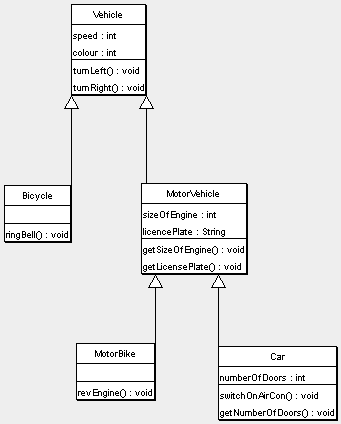 Vehicle
speed : int
colour : int
turnLeft() : void
turnRight() : void
Bicycle
ringBell() : void
MotorVehicle
sizeOfEngine : int
licencePlate : String
getSizeOfEngine() : void
getLicensePlate() : void
MotorBike
revEngine() : void
Car
numberOfDoors : int
switchOnAirCon() : void
getNumberOfDoors() : void